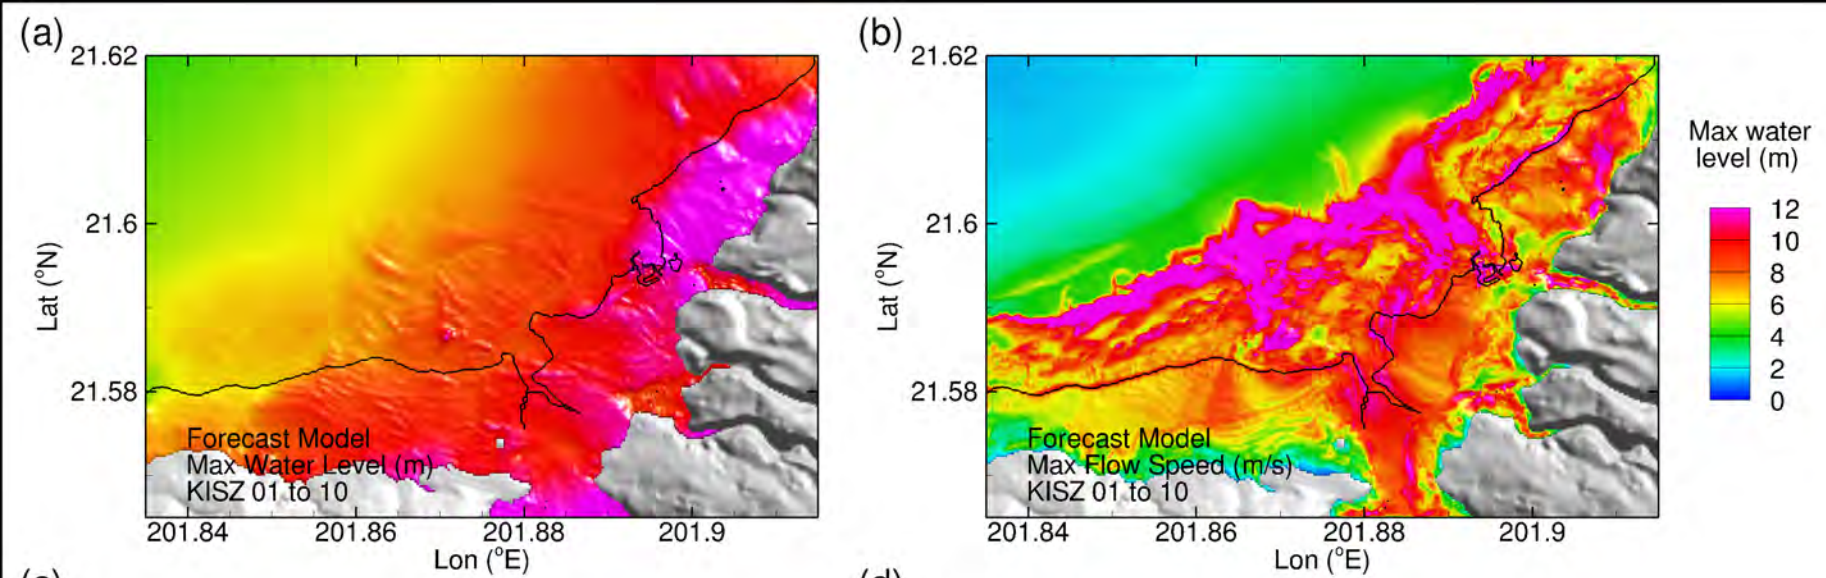 (a)
21.62
21.6
21.58
Lat (°N)
Forecast Model
Max Water Level (m)
KISZ 01 to 10
201.84
201.86
201.88
201.9
Lon (°E)
(b)
21.62
21.6
21.58
Lat (°N)
Forecast Model
Max Flow Speed (m/s)
KISZ 01 to 10
201.84
201.86
201.88
201.9
Lon (°E)
Max water
level (m)
12
10
8
6
4
2
0